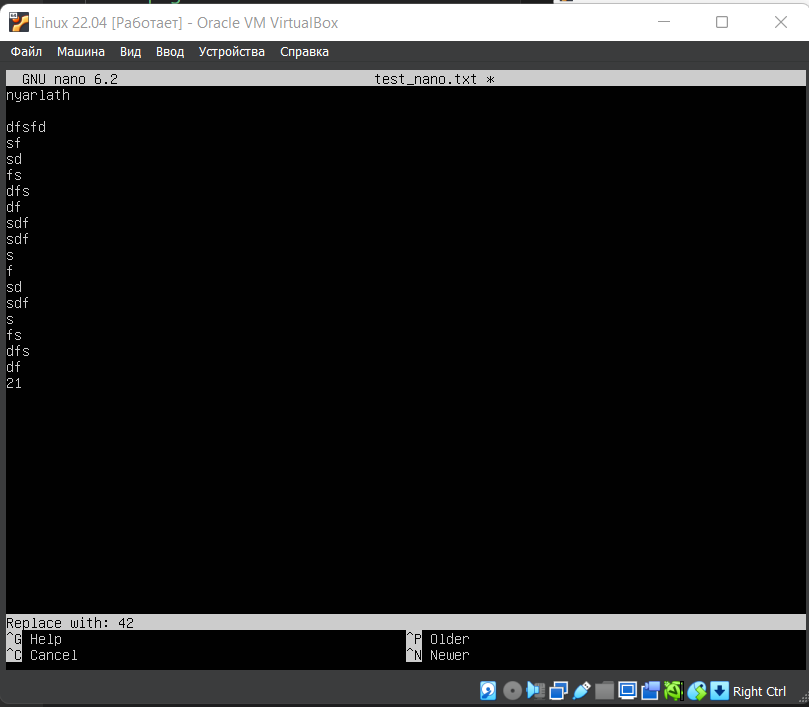 Linux 22.04 [Работает] - Oracle VM VirtualBox
Файл Машина Вид Ввод Устройства Справка
GNU nano 6.2 test_nano.txt *
nyarlath
dfsfd
sf
sd
fs
dfs
df
sdf
sdf
s
f
sd
sdf
s
fs
dfs
df
21
Replace with: 42
^G Help ^P Older
^C Cancel ^N Newer
Right Ctrl